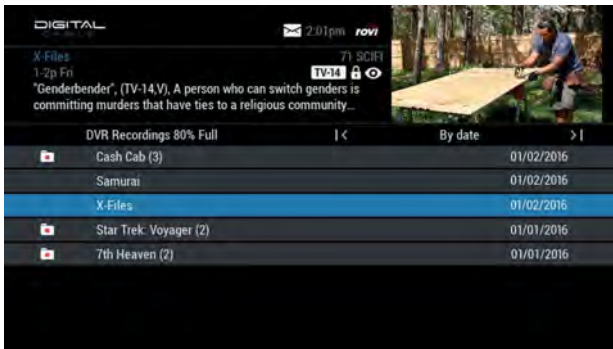 DIGITAL
CABLE
2:01pm rovi
X-Files 71 SCIFI
1-2p Fri TV-14
"Genderbender", (TV-14,V), A person who can switch genders is
committing murders that have ties to a religious community...
DVR Recordings 80% Full |< By date >|
Cash Cab (3) 01/02/2016
Samurai 01/02/2016
X-Files 01/02/2016
Star Trek: Voyager (2) 01/01/2016
7th Heaven (2) 01/01/2016